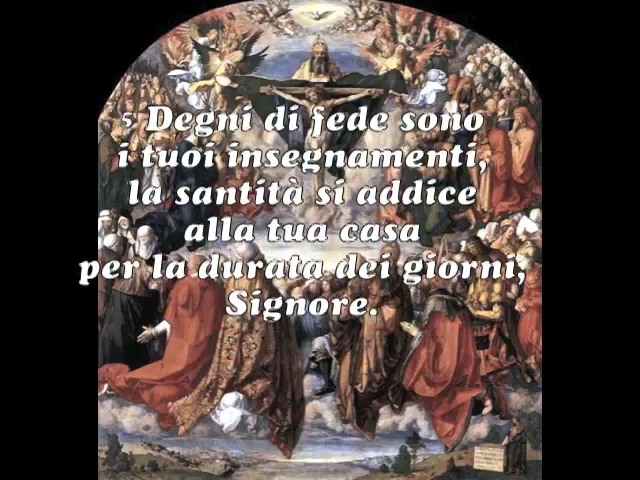 5 Degni di fede sono
i tuoi insegnamenti,
la santità si addice
alla tua casa
per la durata dei giorni,
Signore.